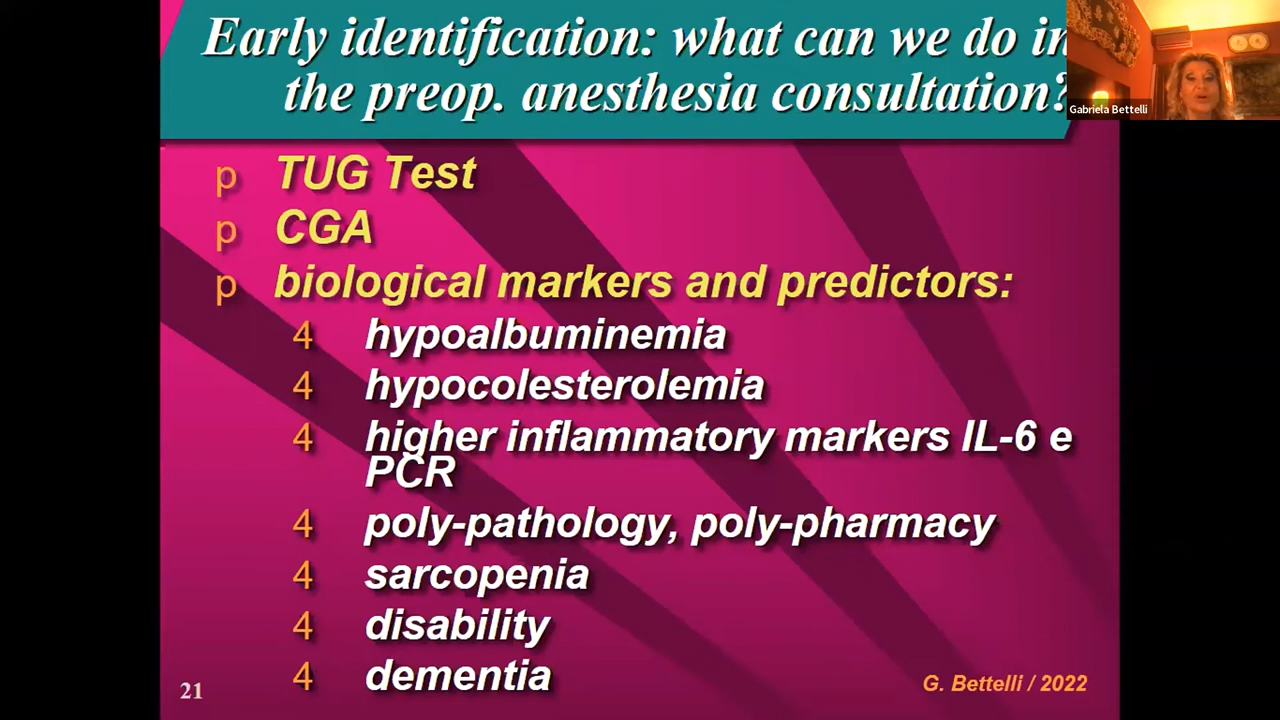 Early identification: what can we do in
the preop. anesthesia consultation?
Gabriela Bettelli
p TUG Test
p CGA
p biological markers and predictors:
4 hypoalbuminemia
4 hypocolesterolemia
4 higher inflammatory markers IL-6 e
PCR
4 poly-pathology, poly-pharmacy
4 sarcopenia
4 disability
4 dementia
21
G. Bettelli / 2022